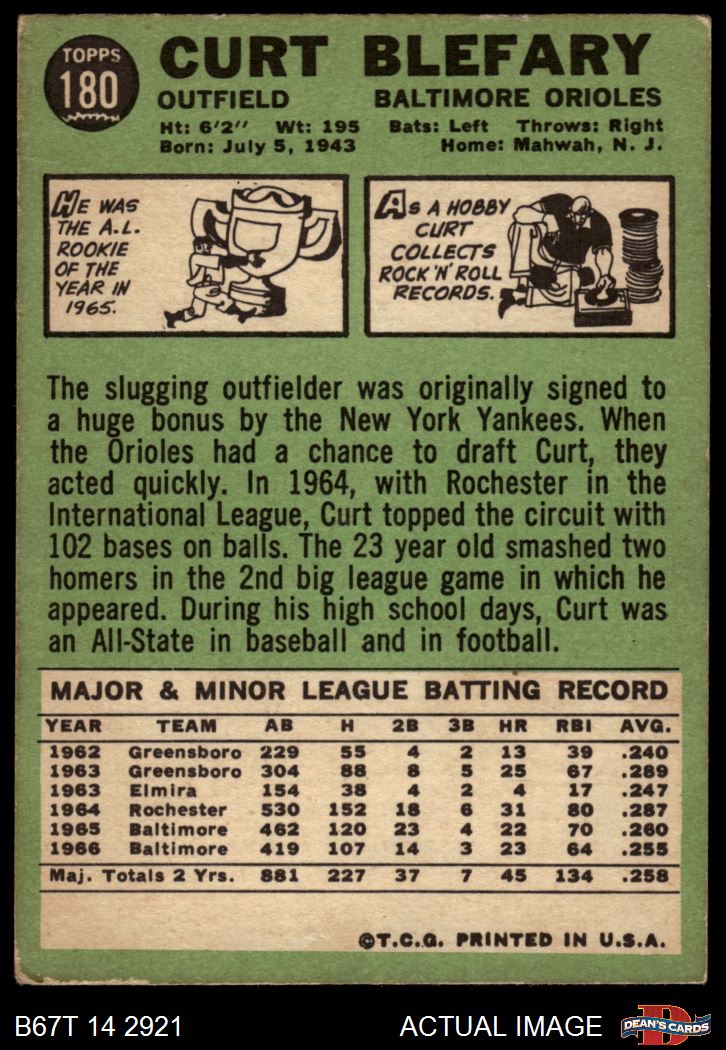 TOPPS
180
CURT BLEFARY
OUTFIELD BALTIMORE ORIOLES
Ht: 6'2'' Wt: 195 Bats: Left Throws: Right
Born: July 5, 1943 Home: Mahwah, N. J.
HE WAS
THE A.L.
ROOKIE
OF THE
YEAR IN
1965.
AS A HOBBY
CURT
COLLECTS
ROCK 'N' ROLL
RECORDS.
The slugging outfielder was originally signed to
a huge bonus by the New York Yankees. When
the Orioles had a chance to draft Curt, they
acted quickly. In 1964, with Rochester in the
International League, Curt topped the circuit with
102 bases on balls. The 23 year old smashed two
homers in the 2nd big league game in which he
appeared. During his high school days, Curt was
an All-State in baseball and in football.
MAJOR & MINOR LEAGUE BATTING RECORD
YEAR TEAM AB H 2B 3B HR RBI AVG.
1962 Greensboro 229 55 4 2 13 39 .240
1963 Greensboro 304 88 8 5 25 67 .289
1963 Elmira 154 38 4 2 4 17 .247
1964 Rochester 530 152 18 6 31 80 .287
1965 Baltimore 462 120 23 4 22 70 .260
1966 Baltimore 419 107 14 3 23 64 .255
Maj. Totals 2 Yrs. 881 227 37 7 45 134 .258
©T.C.G. PRINTED IN U.S.A.
B67T 14 2921 ACTUAL IMAGE
D
DEAN'S CARDS